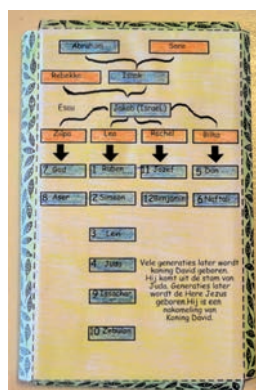 Abraham Sara
Rebekka Izaak
Esau Jakob (Israel)
Zilpa Lea Rachel Bilha
7 Gad 1 Ruben 11 Jozef 5 Dan
8 Aser 2 Simeon 12 Benjamin 6 Naftali
3 Levi
4 Juda
9 Issachar
10 Zebulon
Vele generaties later wordt
koning David geboren.
Hij komt uit de stam van
Juda. Generaties later
wordt de Here Jezus
geboren. Hij is een
nakomeling van
Koning David.